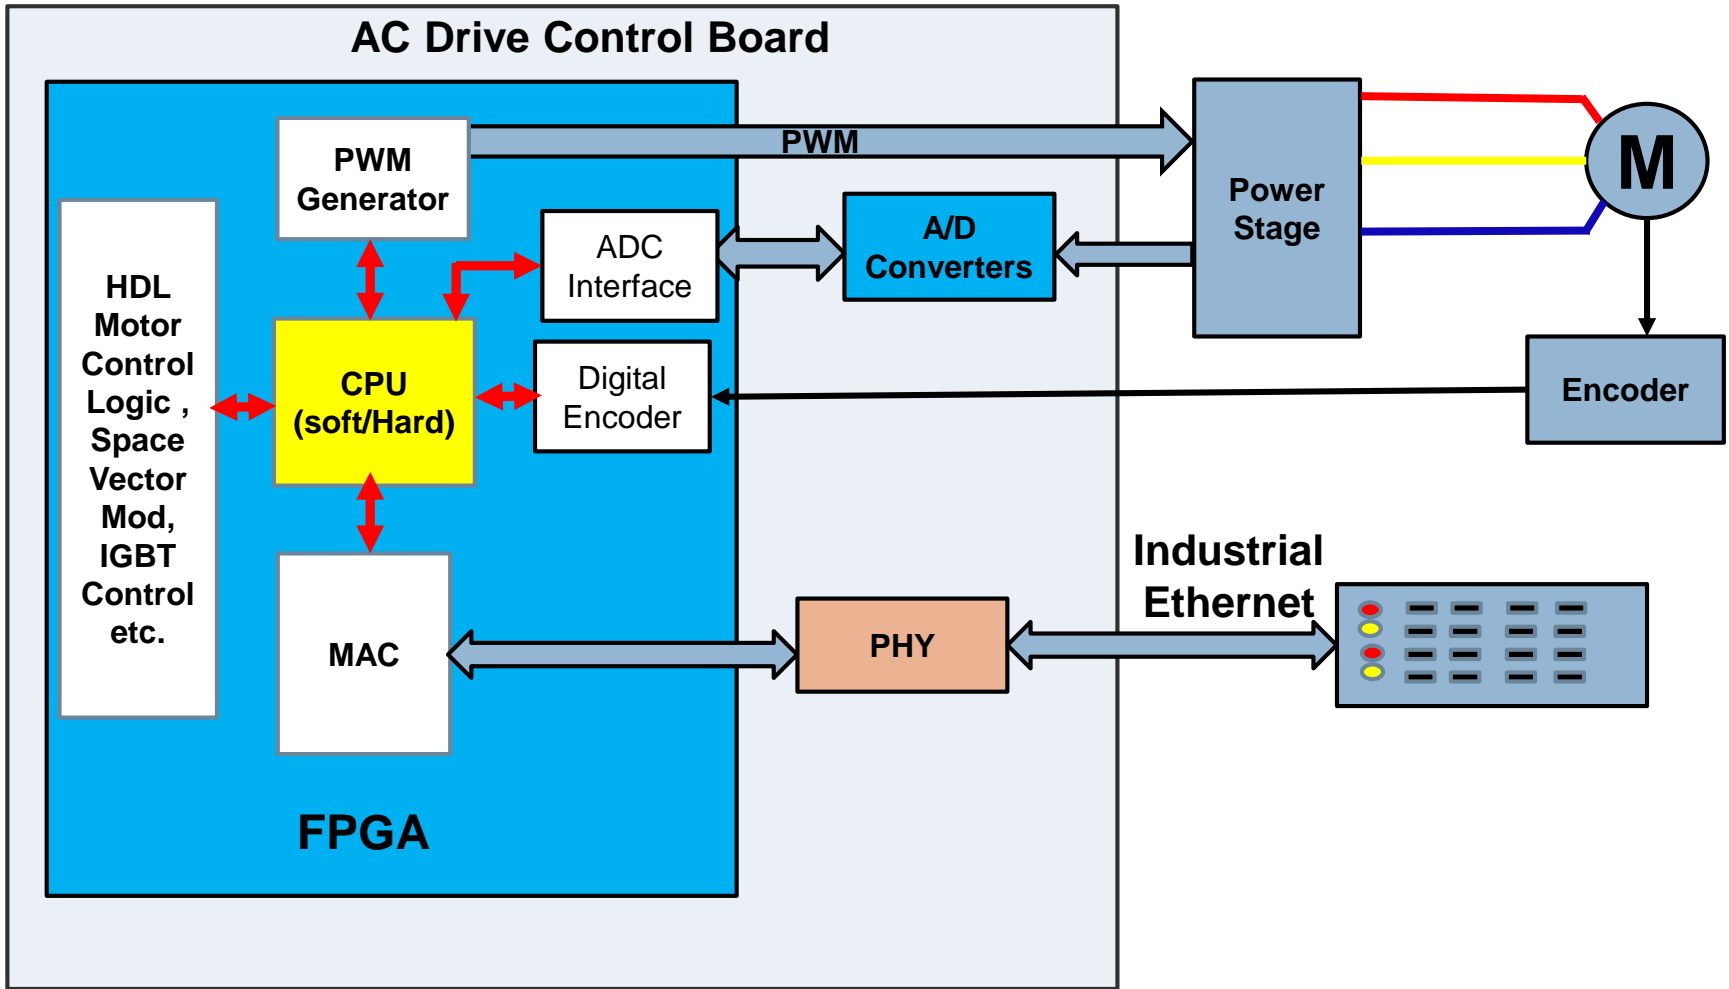 AC Drive Control Board
PWM
Generator
PWM
Power
Stage
M
ADC
Interface
A/D
Converters
HDL
Motor
Control
Logic ,
Space
Vector
Mod,
IGBT
Control
etc.
CPU
(soft/Hard)
Digital
Encoder
Encoder
MAC
PHY
Industrial
Ethernet
FPGA